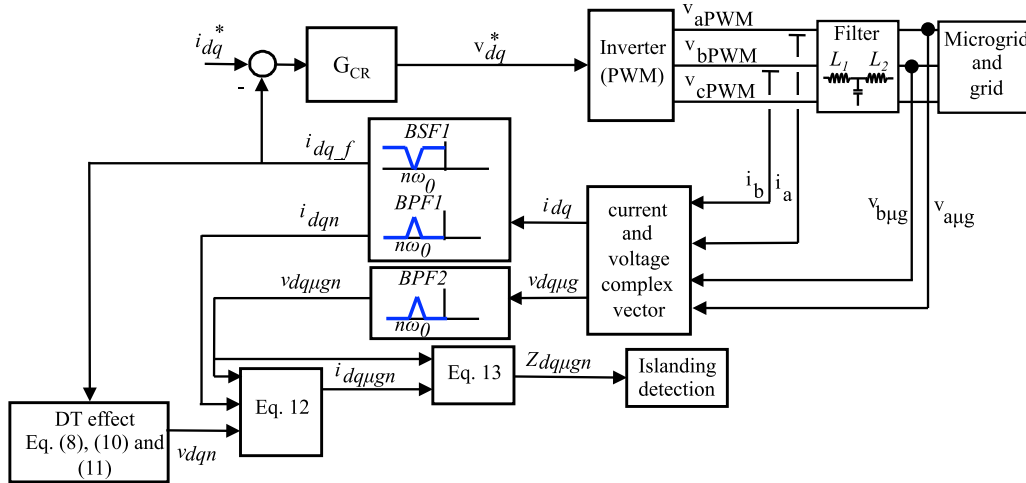 i*dq
-
GCR
v*dq
Inverter
(PWM)
vaPWM
vbPWM
vcPWM
Filter
L1 L2
Microgrid
and
grid
idq_f
BSF1
nω0
idqn
BPF1
nω0
idq
ib ia
vbμg
vaμg
current
and
voltage
complex
vector
vdqμgn
BPF2
nω0
vdqμg
Eq. 12
idqμgn
Eq. 13
Zdqμgn
Islanding
detection
DT effect
Eq. (8), (10) and
(11)
vdqn